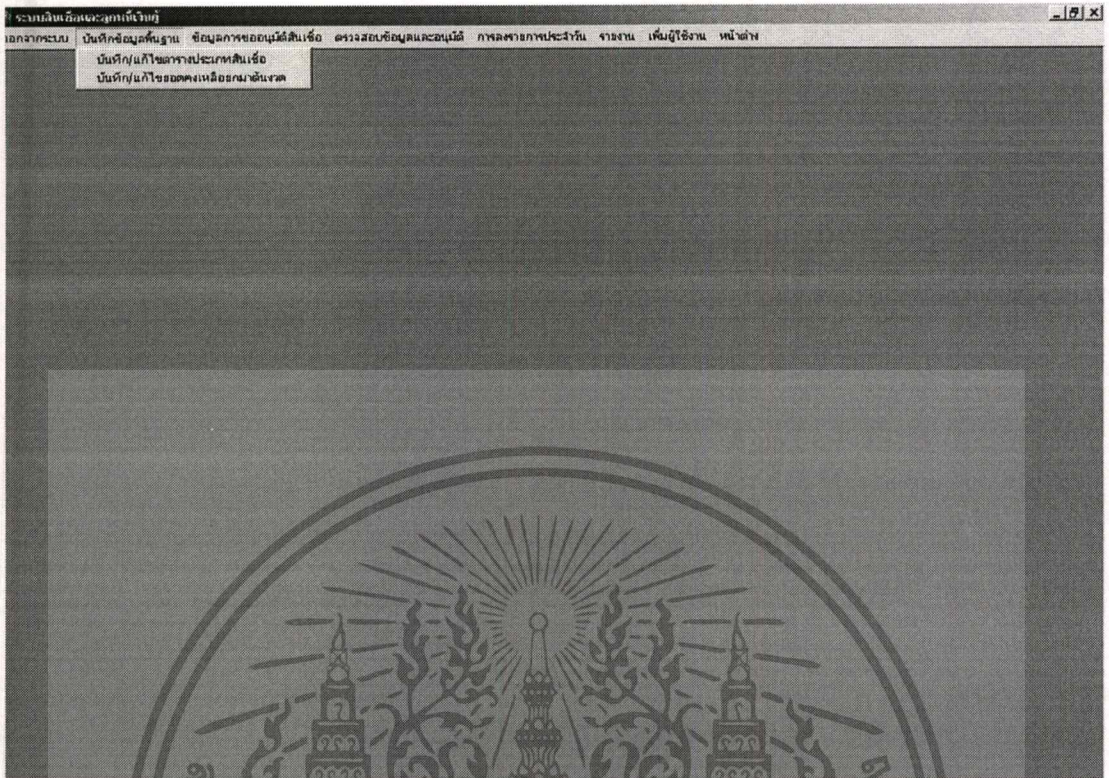 ระบบสินเชื่อและลูกหนี้เงินกู้
ออกจากระบบ บันทึกข้อมูลพื้นฐาน ข้อมูลการขออนุมัติสินเชื่อ ตรวจสอบข้อมูลและอนุมัติ การลงรายการประจำวัน รายงาน เพิ่มผู้ใช้งาน หน้าต่าง
บันทึก/แก้ไขตารางประเภทสินเชื่อ
บันทึก/แก้ไขยอดคงเหลือยกมาต้นงวด